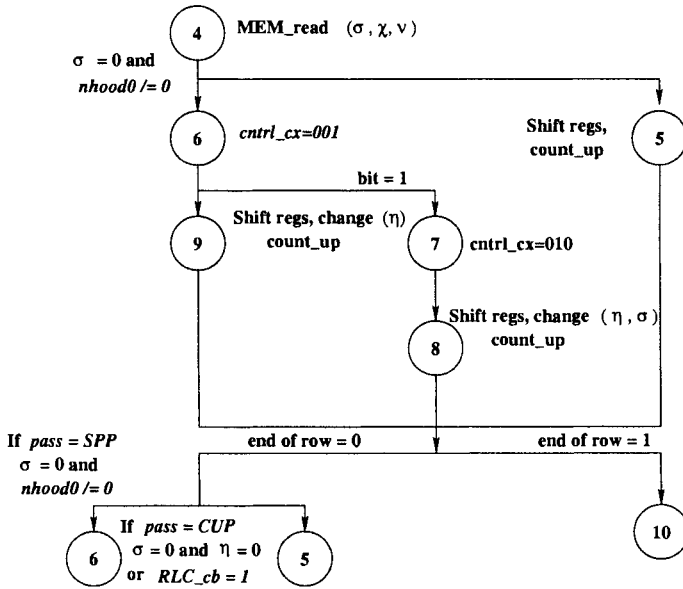 4 MEM_read (σ, χ, ν)
σ = 0 and
nhood0 /= 0
6 cntrl_cx=001
Shift regs,
count_up
5
bit = 1
9 Shift regs, change (η)
count_up
7 cntrl_cx=010
Shift regs, change (η, σ)
count_up
8
end of row = 0
end of row = 1
If pass = SPP
σ = 0 and
nhood0 /= 0
6
If pass = CUP
σ = 0 and η = 0
or RLC_cb = 1
5
10